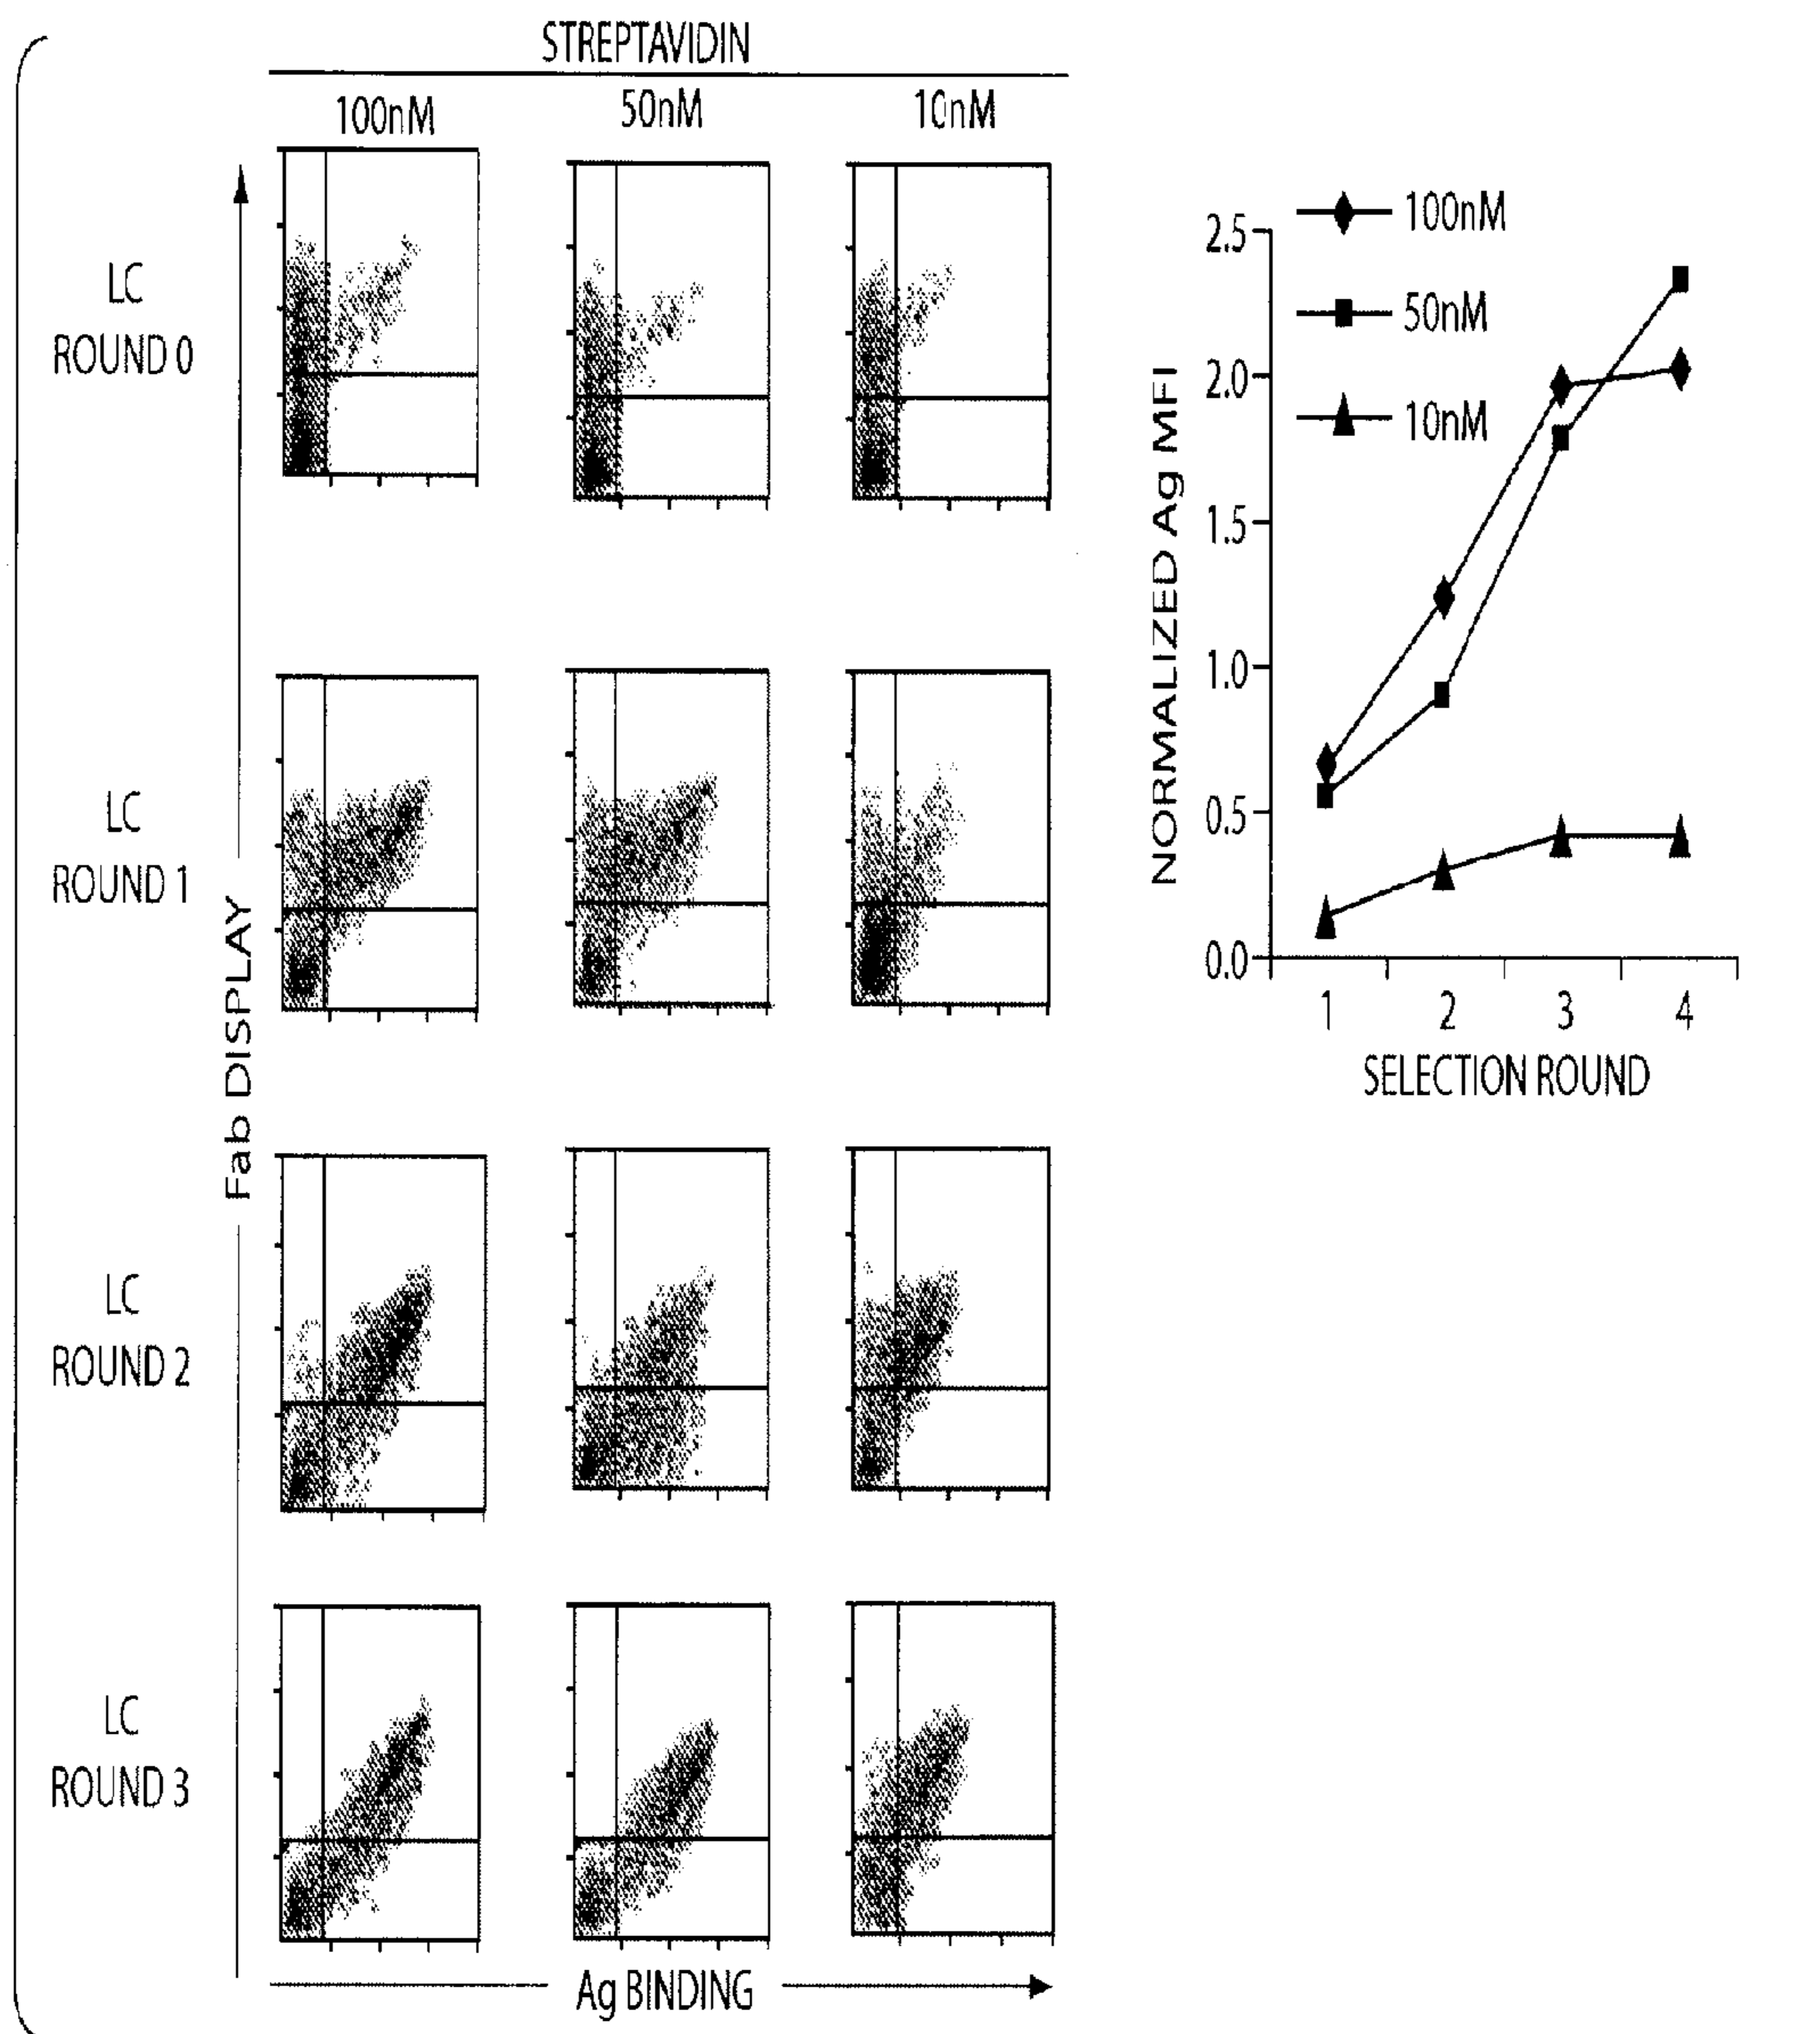 STREPTAVIDIN
100nM 50nM 10nM
LC
ROUND 0
LC
ROUND 1
LC
ROUND 2
LC
ROUND 3
Fab DISPLAY
Ag BINDING
100nM
50nM
10nM
NORMALIZED Ag MFI
2.5
2.0
1.5
1.0
0.5
0.0
1 2 3 4
SELECTION ROUND